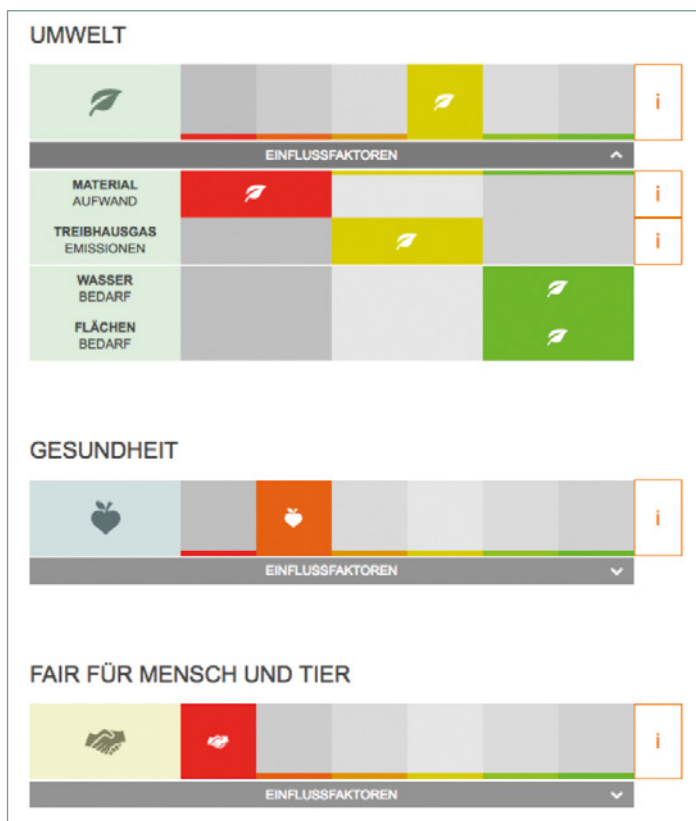 UMWELT
i
EINFLUSSFAKTOREN
MATERIAL
AUFWAND
i
TREIBHAUSGAS
EMISSIONEN
i
WASSER
BEDARF
FLÄCHEN
BEDARF
GESUNDHEIT
i
EINFLUSSFAKTOREN
FAIR FÜR MENSCH UND TIER
i
EINFLUSSFAKTOREN